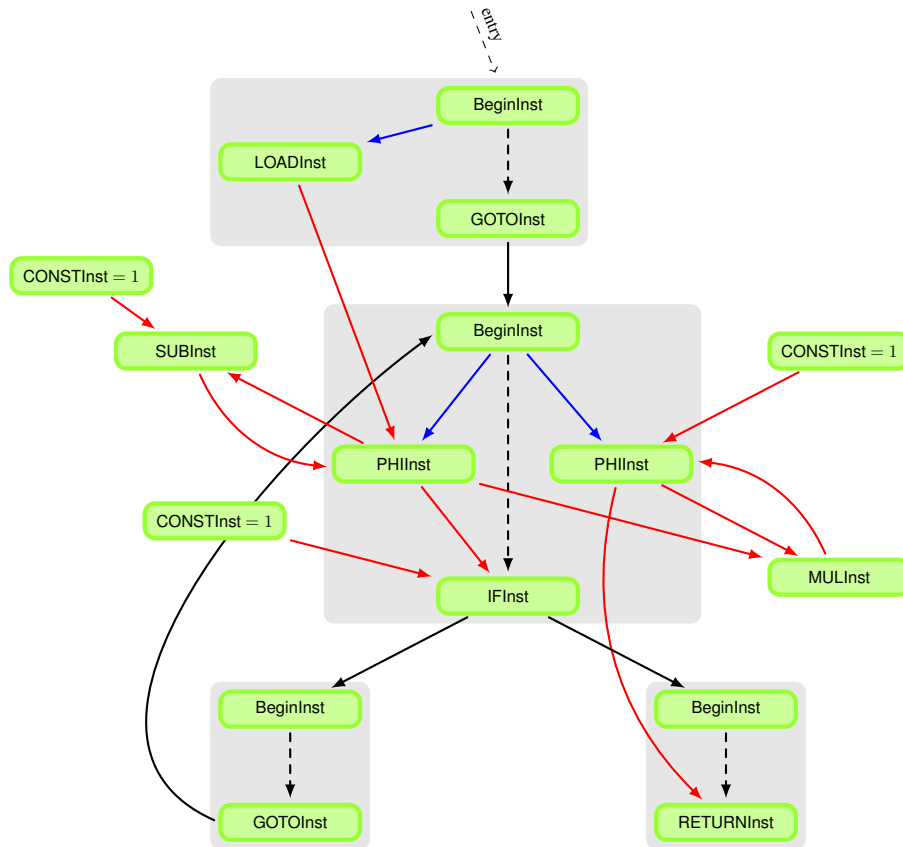 entry
BeginInst
LOADInst
GOTOInst
CONSTInst = 1
BeginInst
SUBInst
CONSTInst = 1
PHIInst
PHIInst
CONSTInst = 1
MULInst
IFInst
BeginInst
BeginInst
GOTOInst
RETURNInst